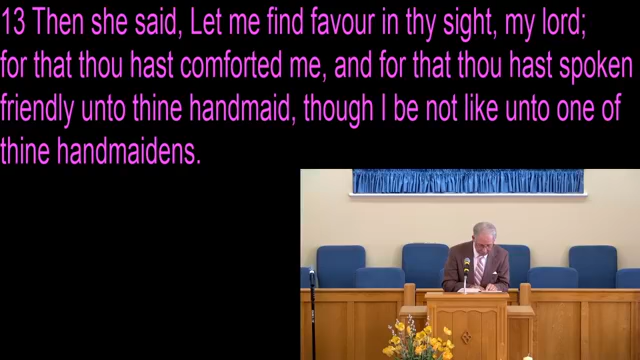 13 Then she said, Let me find favour in thy sight, my lord;
for that thou hast comforted me, and for that thou hast spoken
friendly unto thine handmaid, though I be not like unto one of
thine handmaidens.